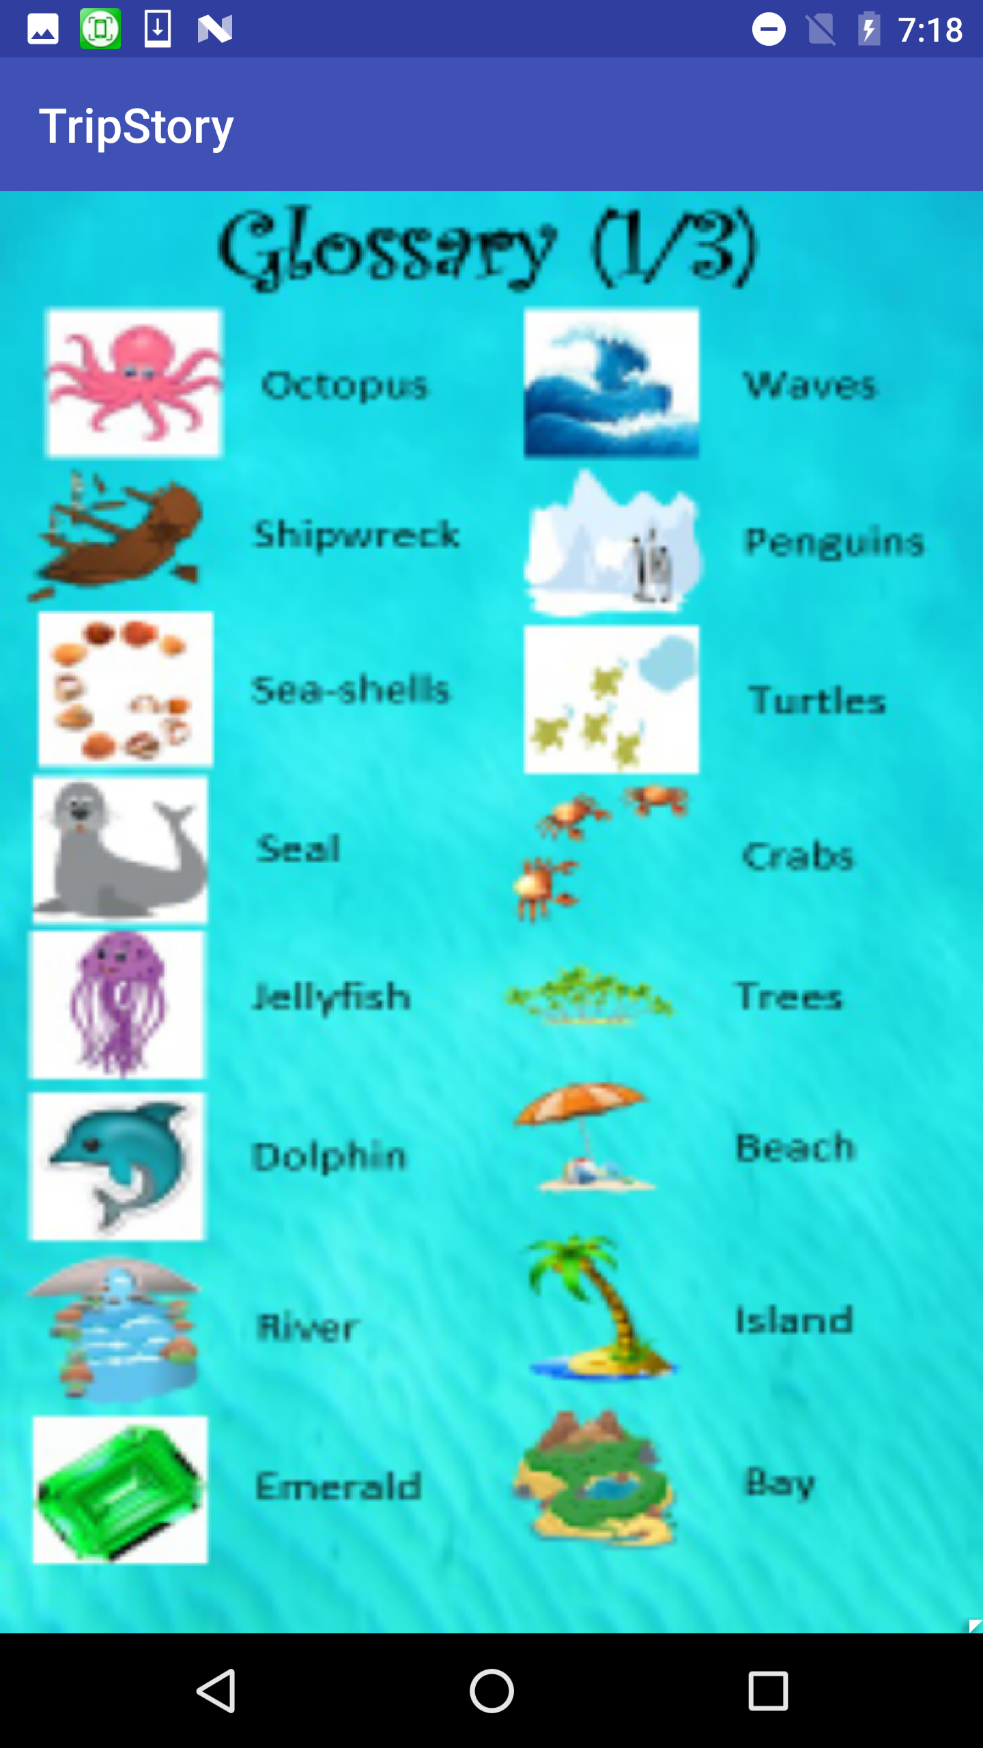 7:18
TripStory
Glossary (1/3)
Octopus
Waves
Shipwreck
Penguins
Sea-shells
Turtles
Seal
Crabs
Jellyfish
Trees
Dolphin
Beach
River
Island
Emerald
Bay